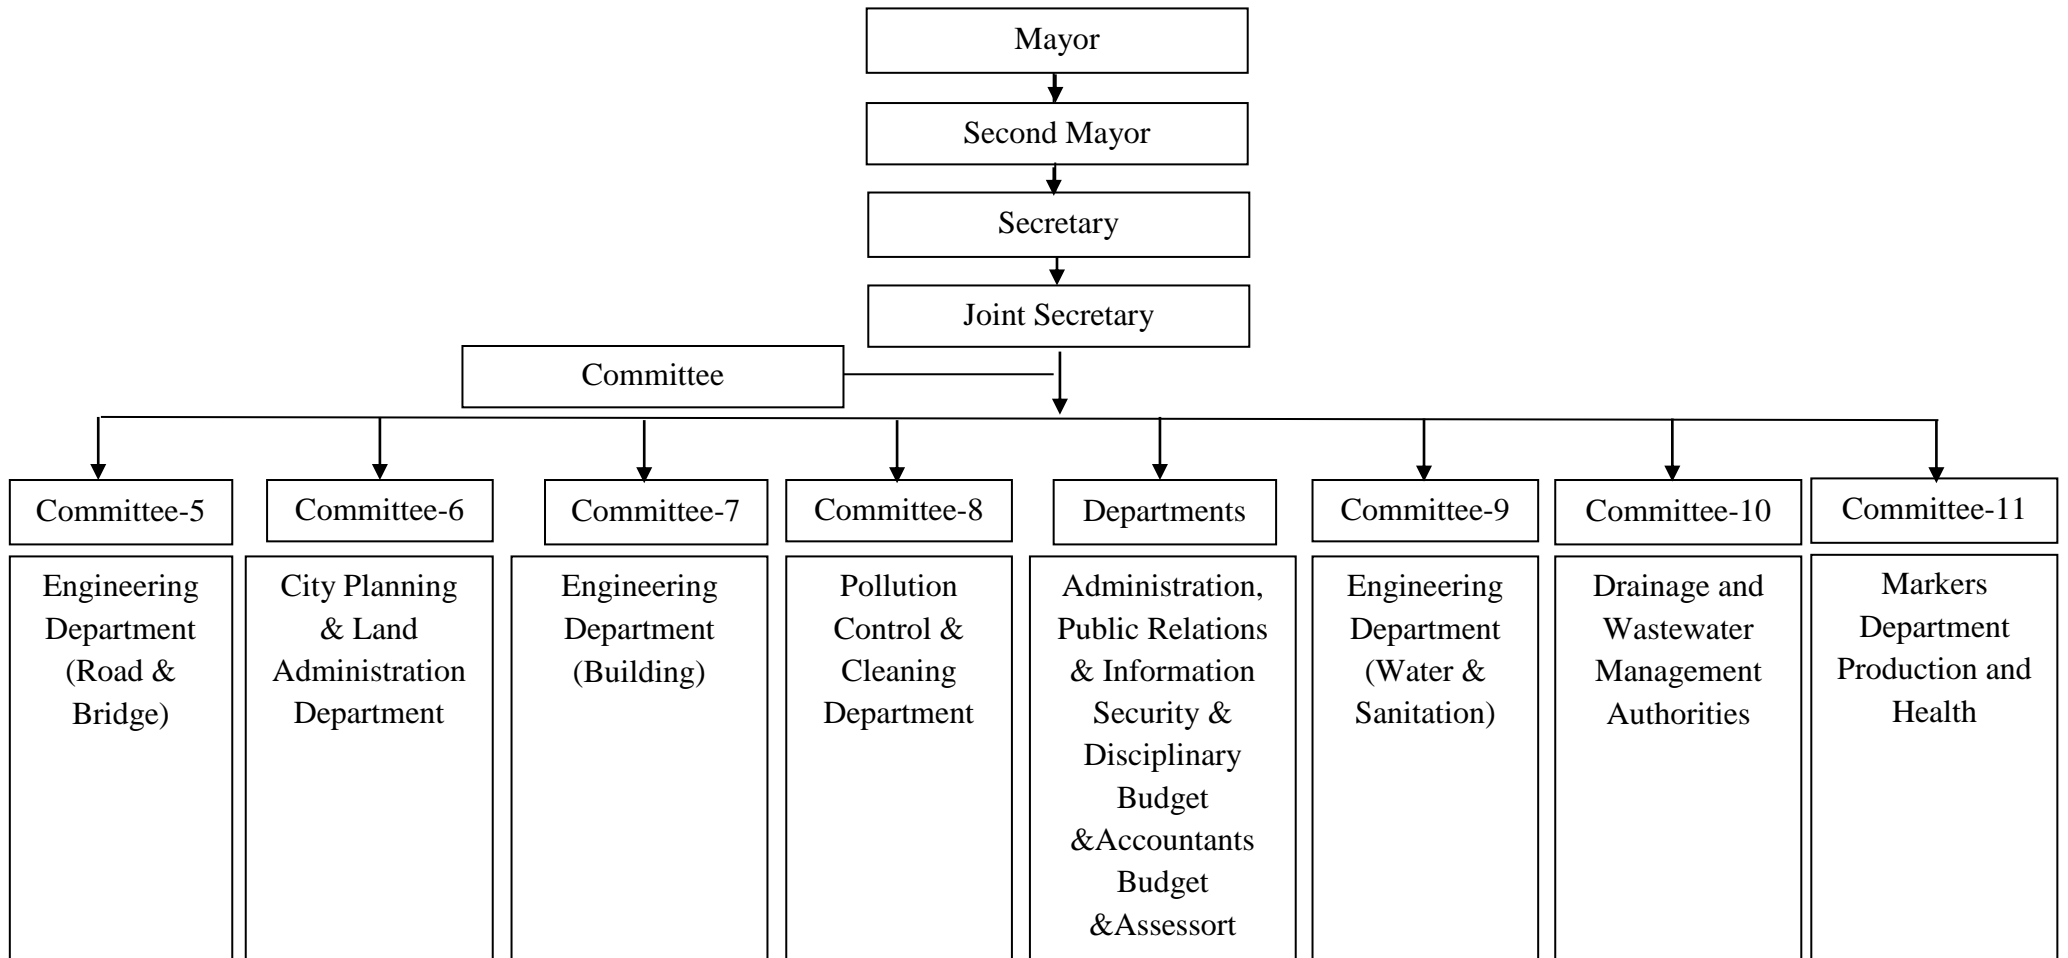 Mayor
Second Mayor
Secretary
Joint Secretary
Committee
Committee-5
Committee-6
Committee-7
Committee-8
Departments
Committee-9
Committee-10
Committee-11
Engineering
Department
(Road &
Bridge)
City Planning
& Land
Administration
Department
Engineering
Department
(Building)
Pollution
Control &
Cleaning
Department
Administration,
Public Relations
& Information
Security &
Disciplinary
Budget
&Accountants
Budget
&Assessort
Engineering
Department
(Water &
Sanitation)
Drainage and
Wastewater
Management
Authorities
Markers
Department
Production and
Health